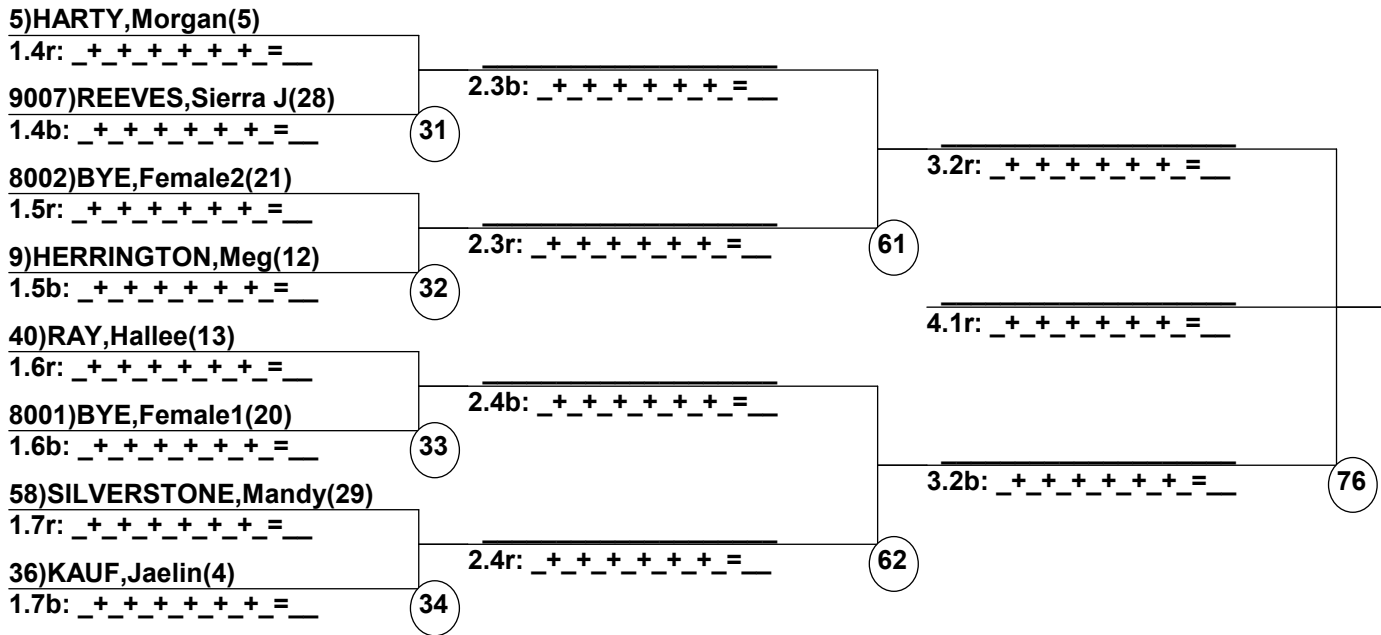 5)HARTY,Morgan(5)
1.4r: _+_+_+_+_+_=__
9007)REEVES,Sierra J(28)
1.4b: _+_+_+_+_+_=__
31
8002)BYE,Female2(21)
1.5r: _+_+_+_+_+_=__
9)HERRINGTON,Meg(12)
1.5b: _+_+_+_+_+_=__
32
40)RAY,Hallee(13)
1.6r: _+_+_+_+_+_=__
8001)BYE,Female1(20)
1.6b: _+_+_+_+_+_=__
33
58)SILVERSTONE,Mandy(29)
1.7r: _+_+_+_+_+_=__
36)KAUF,Jaelin(4)
1.7b: _+_+_+_+_+_=__
34
2.3b: _+_+_+_+_+_=__
2.3r: _+_+_+_+_+_=__
61
2.4b: _+_+_+_+_+_=__
2.4r: _+_+_+_+_+_=__
62
3.2r: _+_+_+_+_+_=__
4.1r: _+_+_+_+_+_=__
3.2b: _+_+_+_+_+_=__
76